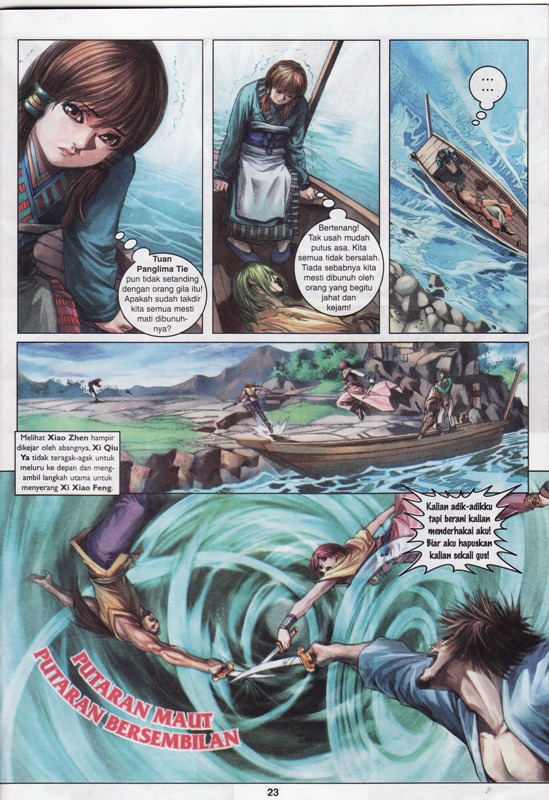 Tuan
Panglima Tie
pun tidak setanding
dengan orang gila itu!
Apakah sudah takdir
kita semua mesti
mati dibunuh-
nya?
Bertenang!
Tak usah mudah
putus asa. Kita
semua tidak bersalah.
Tiada sebabnya kita
mesti dibunuh oleh
orang yang begitu
jahat dan
kejam!
...
...
Melihat Xiao Zhen hampir
dikejar oleh abangnya, Xi Qiu
Ya tidak teragak-agak untuk
meluru ke depan dan meng-
ambil langkah utama untuk
menyerang Xi Xiao Feng.
Kalian adik-adikku
tapi berani kalian
menderhakai aku!
Biar aku hapuskan
kalian sekali gus!
PUTARAN MAUT
PUTARAN BERSEMBILAN
23